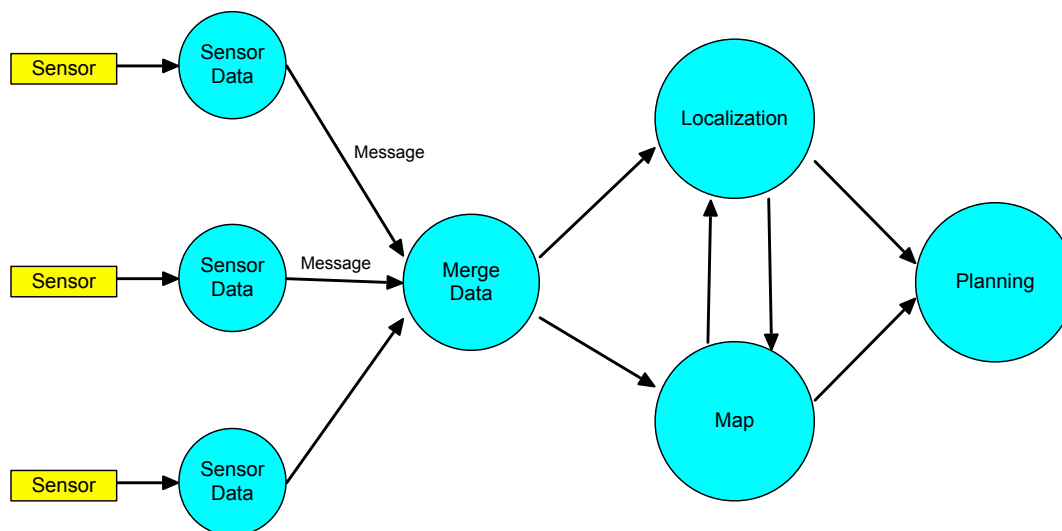 Sensor
Sensor
Data
Message
Localization
Sensor
Sensor
Data
Message
Merge
Data
Planning
Map
Sensor
Sensor
Data